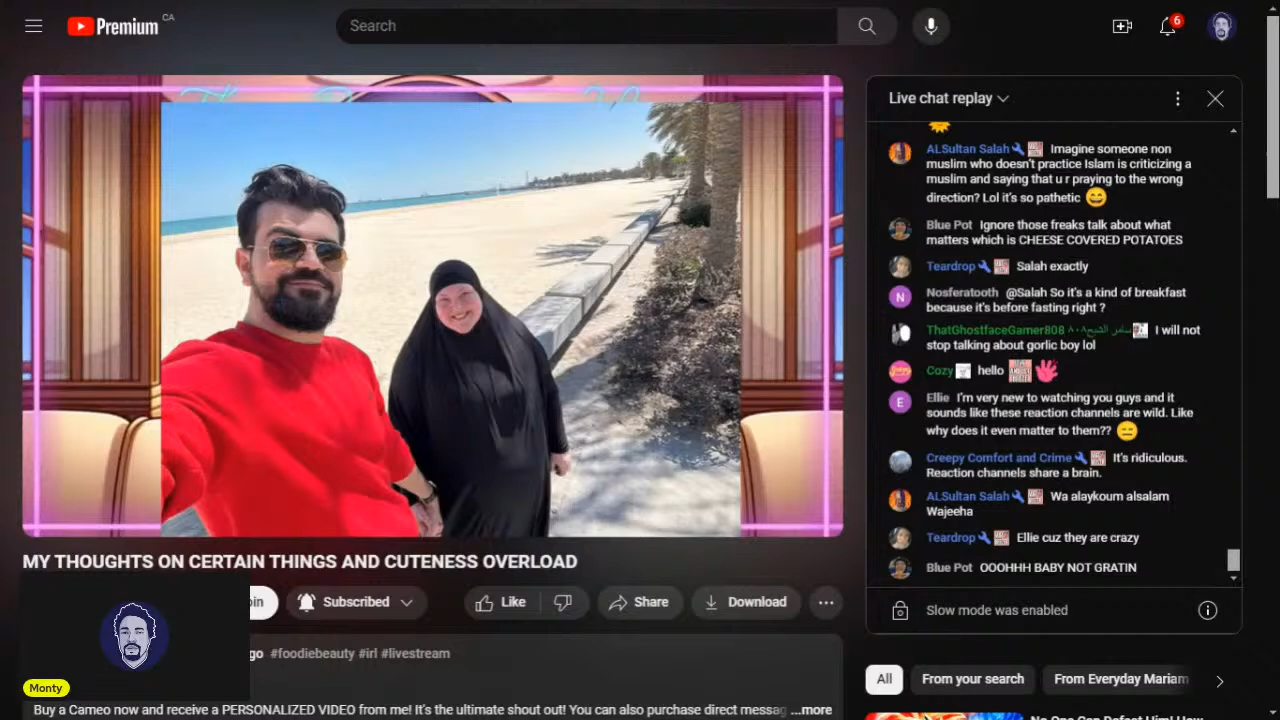 Premium CA
Search
6
Live chat replay
ALSultan Salah Imagine someone non
muslim who doesn't practice Islam is criticizing a
muslim and saying that u r praying to the wrong
direction? Lol it's so pathetic
Blue Pot Ignore those freaks talk about what
matters which is CHEESE COVERED POTATOES
Teardrop Salah exactly
N
Nosferatooth @Salah So it's a kind of breakfast
because it's before fasting right ?
ThatGhostfaceGamer808 سامر الشبح٨٠٨ I will not
stop talking about gorlic boy lol
Cozy hello
E
Ellie I'm very new to watching you guys and it
sounds like these reaction channels are wild. Like
why does it even matter to them??
Creepy Comfort and Crime It's ridiculous.
Reaction channels share a brain.
ALSultan Salah Wa alaykoum alsalam
Wajeeha
Teardrop Ellie cuz they are crazy
Blue Pot OOOHHH BABY NOT GRATIN
Slow mode was enabled
MY THOUGHTS ON CERTAIN THINGS AND CUTENESS OVERLOAD
oin
Subscribed
Like
Share
Download
go #foodiebeauty #irl #livestream
Monty
Buy a Cameo now and receive a PERSONALIZED VIDEO from me! It's the ultimate shout out! You can also purchase direct messag ...more
All
From your search
From Everyday Mariam
No One Can Defeat Him! How